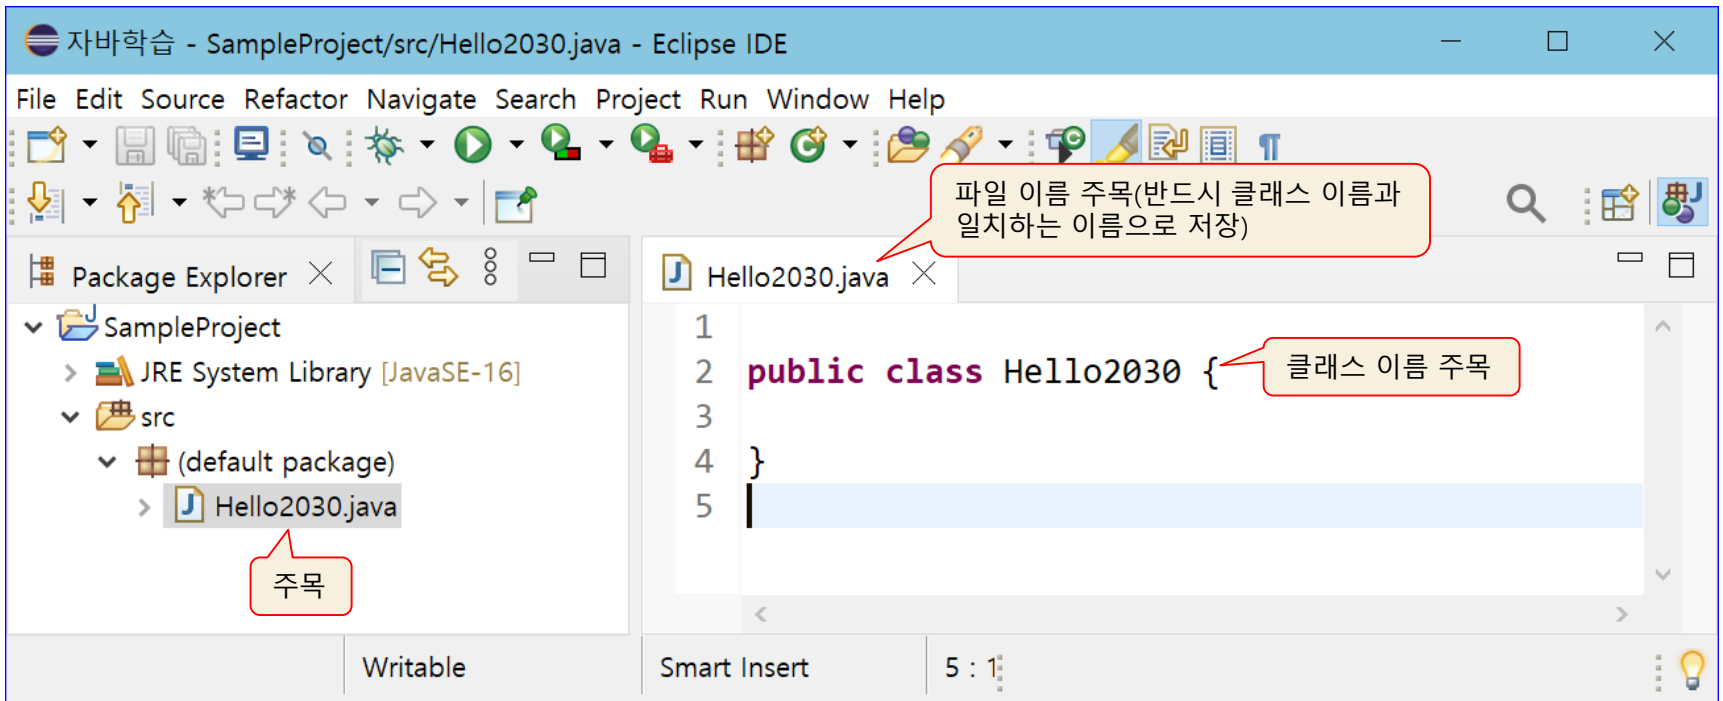 자바학습 - SampleProject/src/Hello2030.java - Eclipse IDE
File Edit Source Refactor Navigate Search Project Run Window Help
파일 이름 주목(반드시 클래스 이름과
일치하는 이름으로 저장)
Package Explorer
SampleProject
JRE System Library [JavaSE-16]
src
(default package)
Hello2030.java
주목
Hello2030.java
1
2 public class Hello2030 {
클래스 이름 주목
3
4 }
5
Writable
Smart Insert
5 : 1